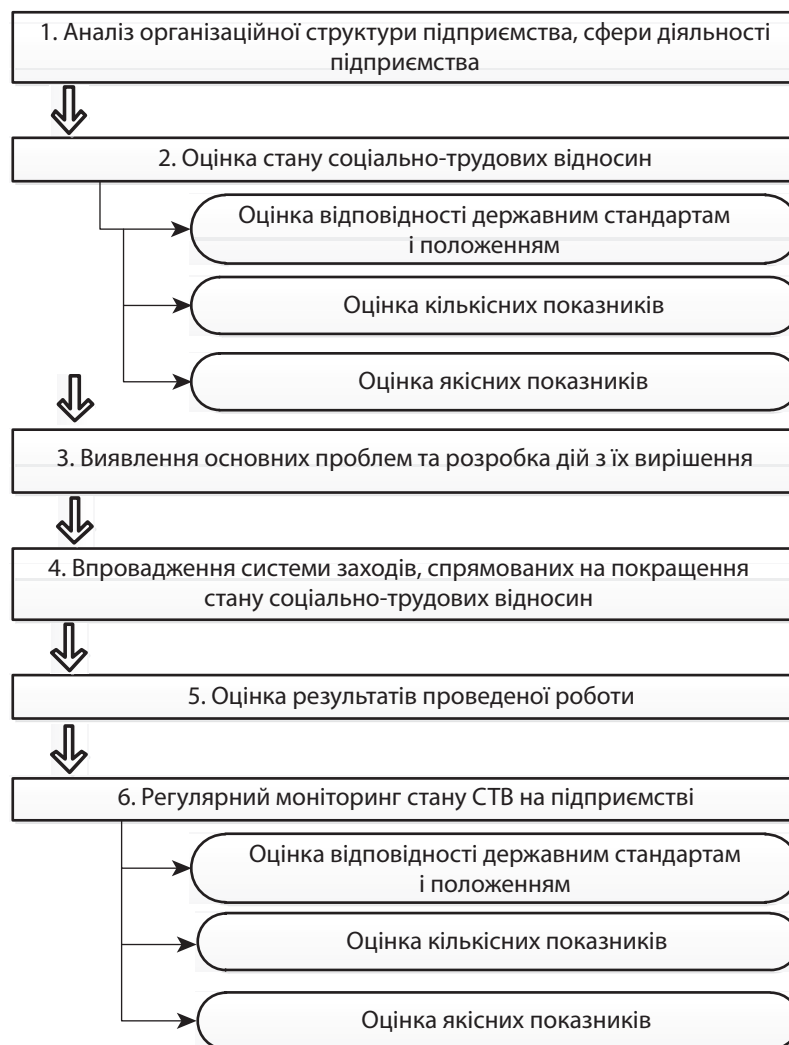 1. Аналіз організаційної структури підприємства, сфери діяльності
підприємства
2. Оцінка стану соціально-трудових відносин
Оцінка відповідності державним стандартам
і положенням
Оцінка кількісних показників
Оцінка якісних показників
3. Виявлення основних проблем та розробка дій з їх вирішення
4. Впровадження системи заходів, спрямованих на покращення
стану соціально-трудових відносин
5. Оцінка результатів проведеної роботи
6. Регулярний моніторинг стану СТВ на підприємстві
Оцінка відповідності державним стандартам
і положенням
Оцінка кількісних показників
Оцінка якісних показників